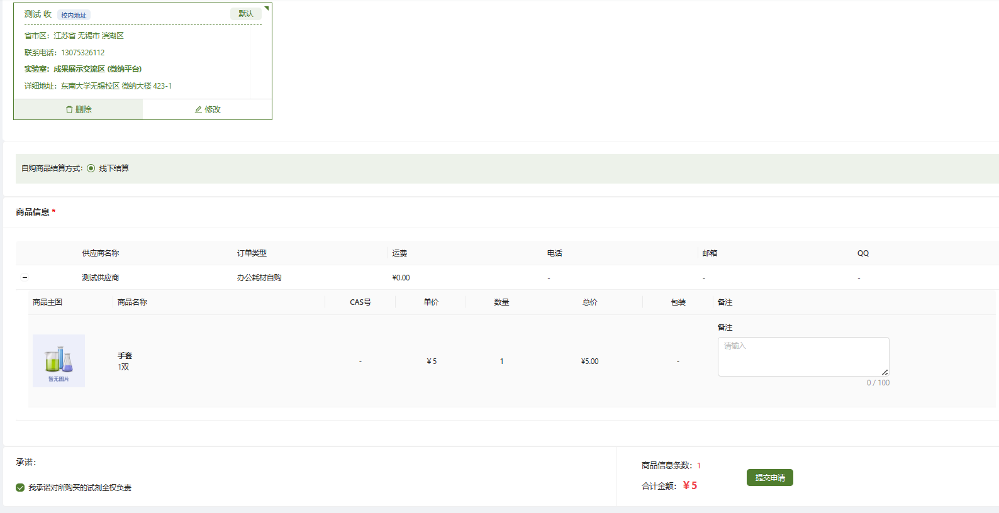 测试 收 校内地址 默认
省市区：江苏省 无锡市 滨湖区
联系电话：13075326112
实验室：成果展示交流区 (微纳平台)
详细地址：东南大学无锡校区 微纳大楼 423-1
删除 修改
自购商品结算方式: 线下结算
商品信息 *
供应商名称 订单类型 运费 电话 邮箱 QQ
测试供应商 办公耗材自购 ¥0.00 - - -
商品主图 商品名称 CAS号 单价 数量 总价 包装 备注
备注
请输入
手套
1双
- ¥ 5 1 ¥5.00 -
暂无图片
0 / 100
承诺：
我承诺对所购买的试剂全权负责
商品信息条数：1
合计金额：¥ 5
提交申请